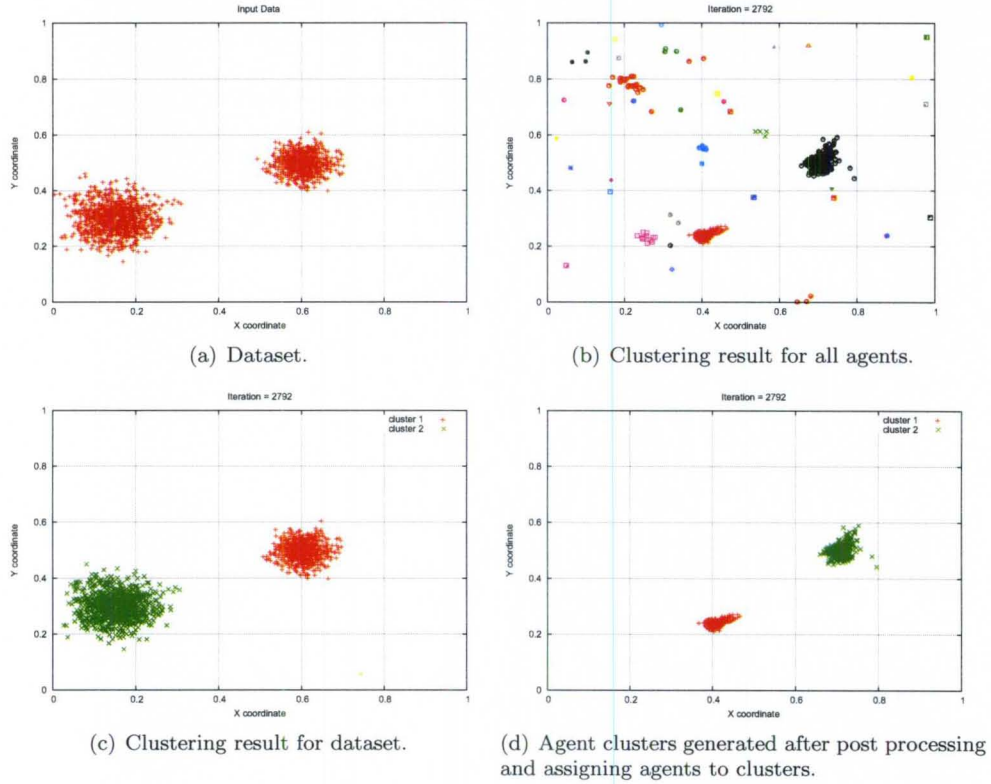 Input Data
1
0.8
0.6
0.4
0.2
0
Y coordinate
0 0.2 0.4 0.6 0.8 1
X coordinate
(a) Dataset.
Iteration = 2792
1
0.8
0.6
0.4
0.2
0
Y coordinate
0 0.2 0.4 0.6 0.8 1
X coordinate
(b) Clustering result for all agents.
Iteration = 2792
cluster 1
cluster 2
1
0.8
0.6
0.4
0.2
0
Y coordinate
0 0.2 0.4 0.6 0.8 1
X coordinate
(c) Clustering result for dataset.
Iteration = 2792
cluster 1
cluster 2
1
0.8
0.6
0.4
0.2
0
Y coordinate
0 0.2 0.4 0.6 0.8 1
X coordinate
(d) Agent clusters generated after post processing
and assigning agents to clusters.